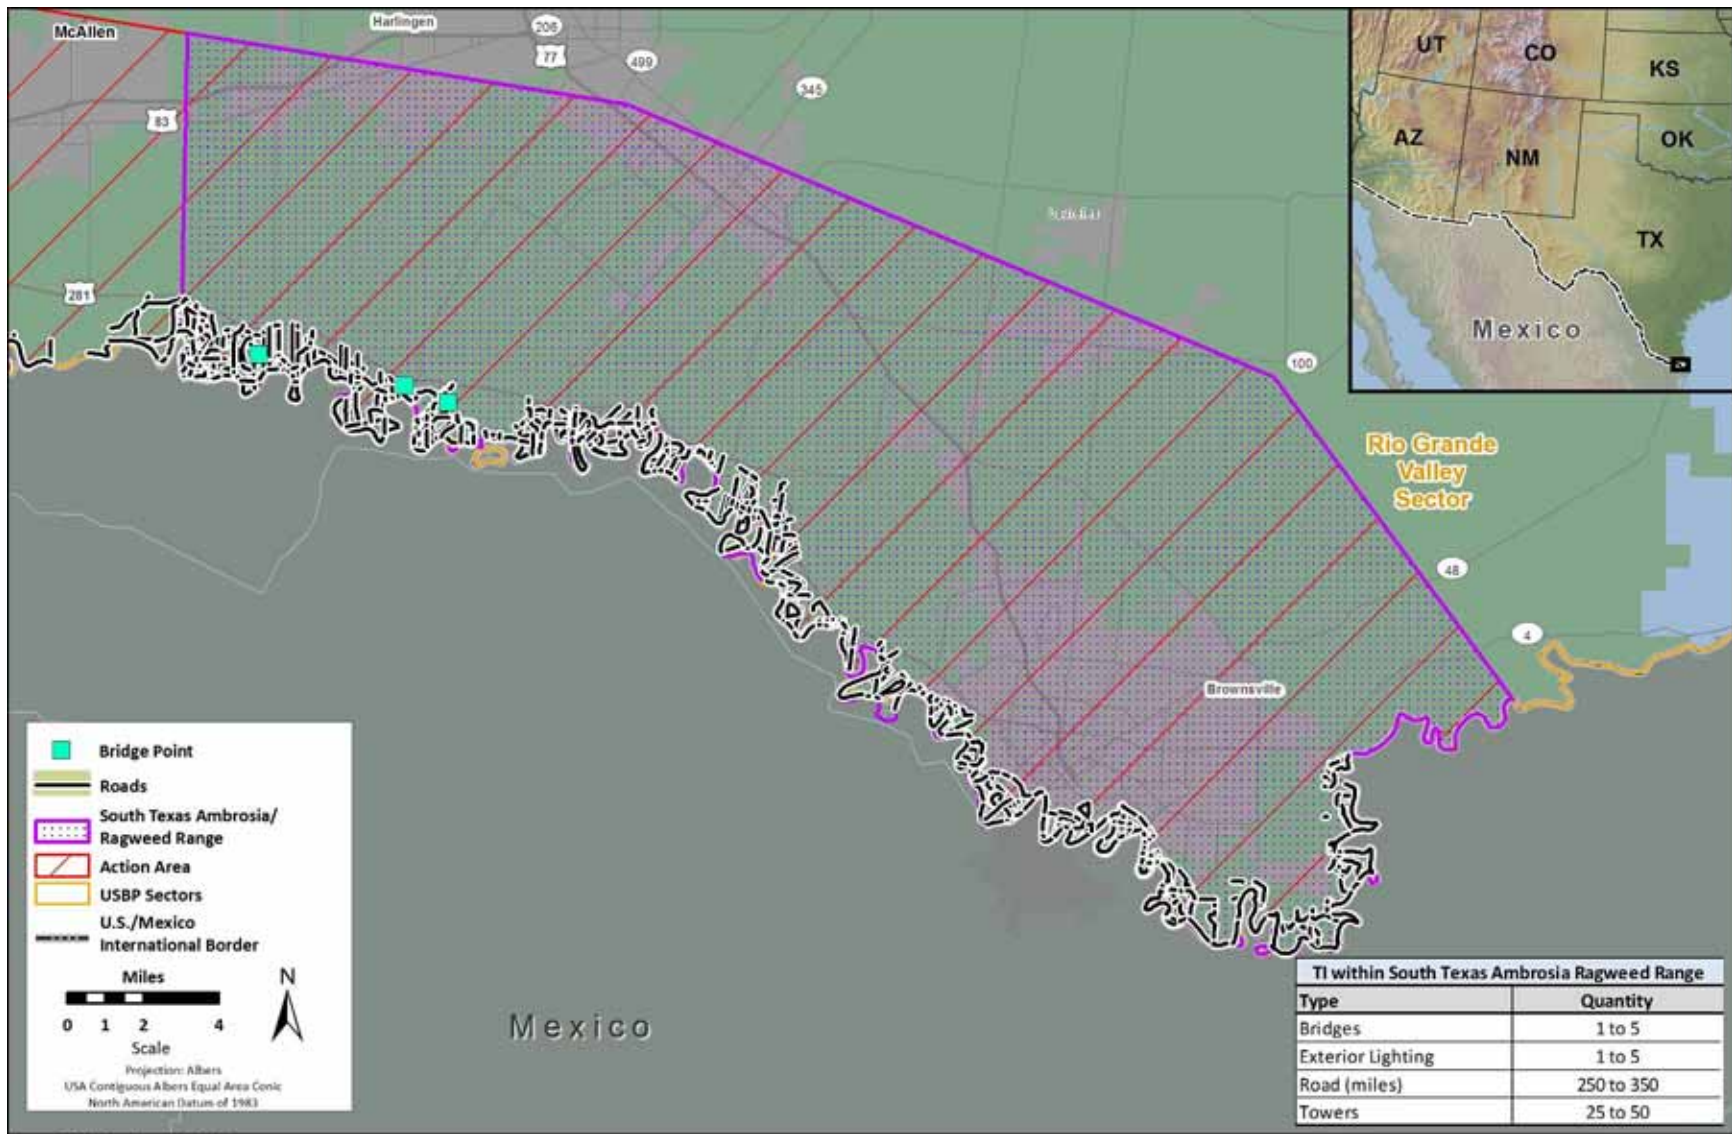 McAllen
Harlingen
206
77
499
345
83
281
100
48
4
Rio Grande
Valley
Sector
Brownsville
Mexico
UT
CO
KS
AZ
NM
OK
TX
Mexico
Bridge Point
Roads
South Texas Ambrosia/
Ragweed Range
Action Area
USBP Sectors
U.S./Mexico
International Border
Miles
0 1 2 4
Scale
N
Projection: Albers
USA Contiguous Albers Equal Area Conic
North American Datum of 1983
TI within South Texas Ambrosia Ragweed Range
Type Quantity
Bridges 1 to 5
Exterior Lighting 1 to 5
Road (miles) 250 to 350
Towers 25 to 50